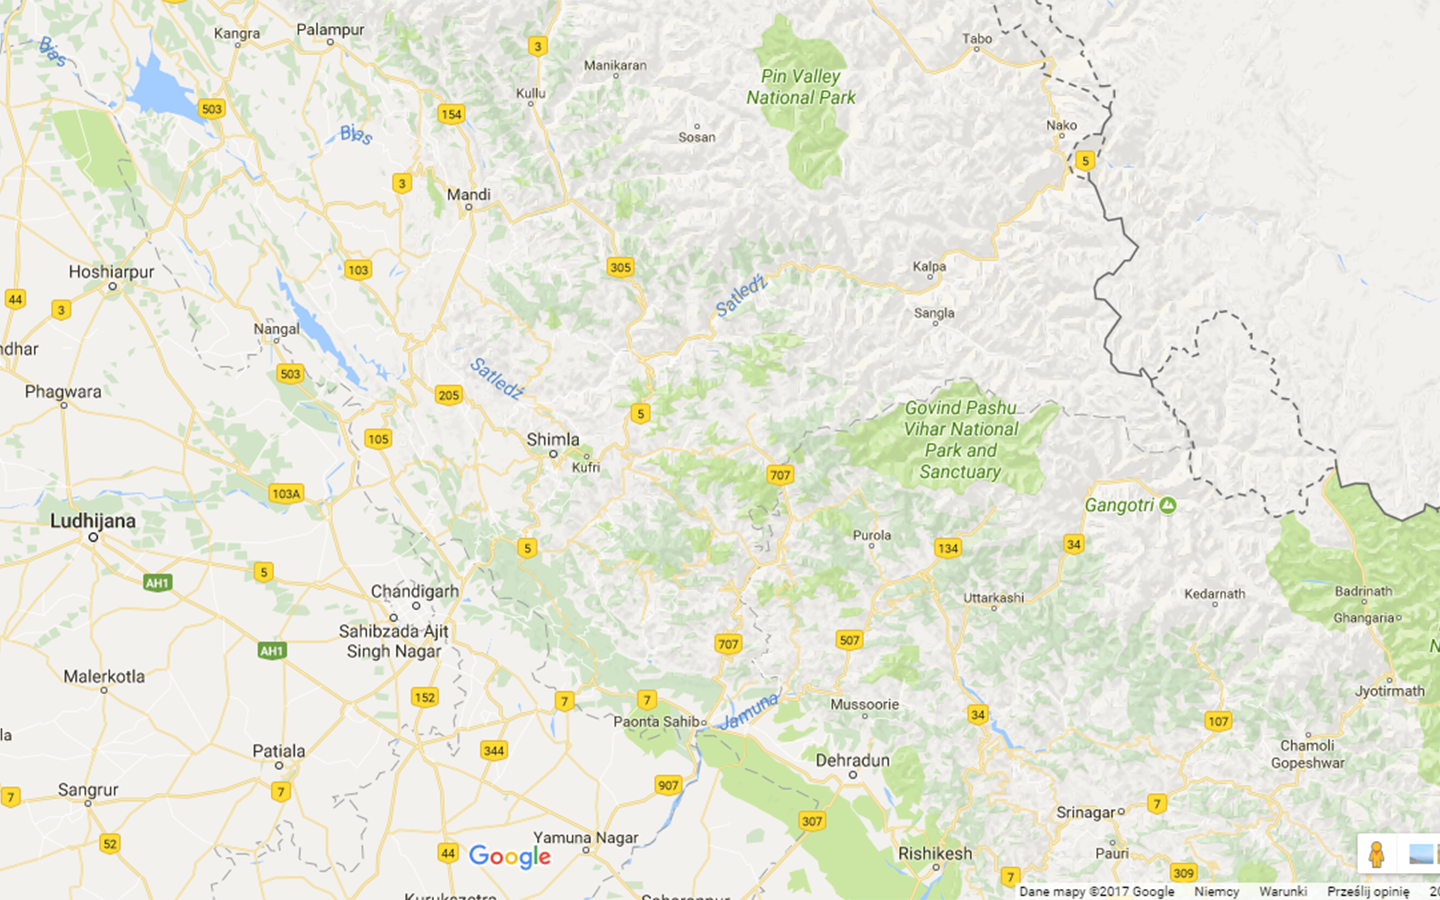 Kangra
Palampur
Bjas
3
Manikaran
Tabo
Pin Valley
National Park
Kullu
503
154
Bjas
Sosan
Nako
5
3
Mandi
Hoshiarpur
103
305
Kalpa
44
3
Satledź
Sangla
Nangal
ndhar
503
Satledź
Phagwara
205
5
Govind Pashu
Vihar National
Park and
Sanctuary
105
Shimla
Kufri
707
103A
Gangotri
Ludhijana
Purola
5
134
34
5
AH1
Chandigarh
Uttarkashi
Kedarnath
Badrinath
Ghangaria
Sahibzada Ajit
Singh Nagar
AH1
707
507
N
Malerkotla
152
7
7
Jamuna
Mussoorie
Jyotirmath
Paonta Sahib
34
107
la
Patiala
344
Chamoli
Gopeshwar
Dehradun
7
Sangrur
7
907
Srinagar
7
307
52
44
Google
Yamuna Nagar
Rishikesh
Pauri
7
309
Kurukszetra
Saharanpur
Dane mapy ©2017 Google
Niemcy
Warunki
Prześlij opinię
20